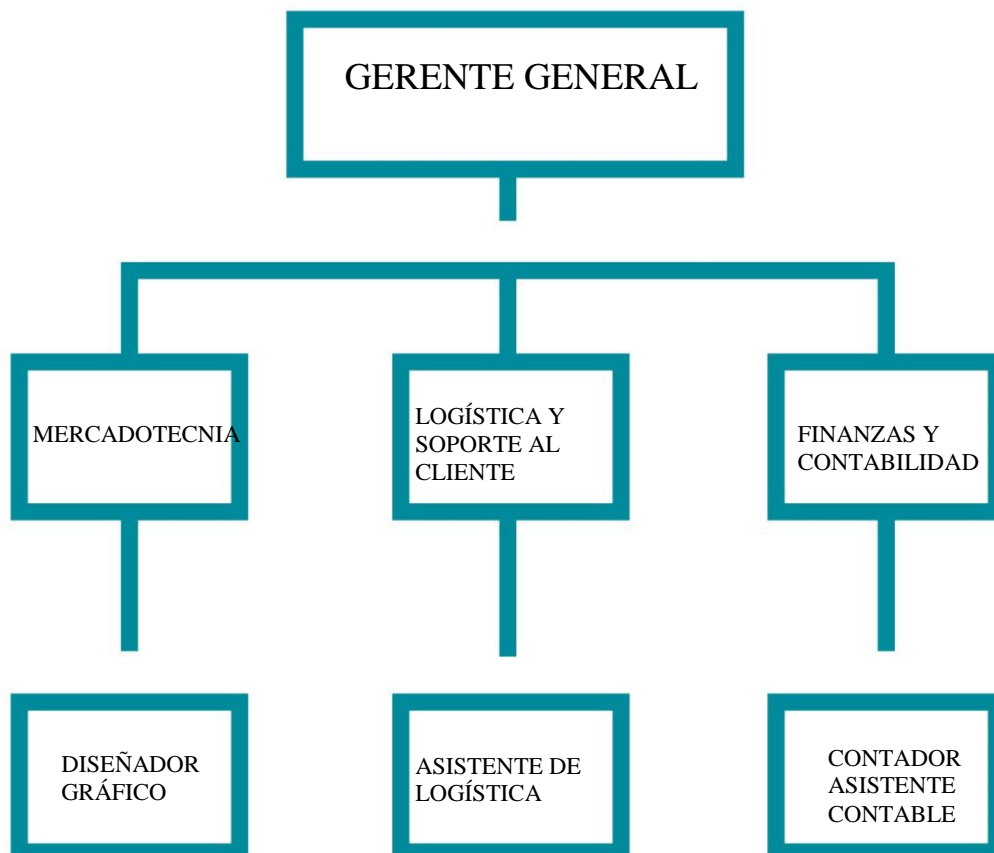 GERENTE GENERAL
MERCADOTECNIA
LOGÍSTICA Y
SOPORTE AL
CLIENTE
FINANZAS Y
CONTABILIDAD
DISEÑADOR
GRÁFICO
ASISTENTE DE
LOGÍSTICA
CONTADOR
ASISTENTE
CONTABLE